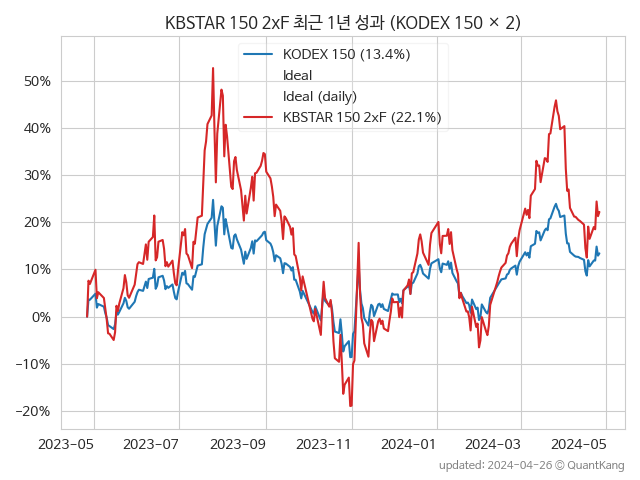 KBSTAR 150 2xF 최근 1년 성과 (KODEX 150 × 2)
KODEX 150 (13.4%)
Ideal
Ideal (daily)
KBSTAR 150 2xF (22.1%)
50%
40%
30%
20%
10%
0%
−10%
−20%
2023-05 2023-07 2023-09 2023-11 2024-01 2024-03 2024-05
updated: 2024-04-26 © QuantKang